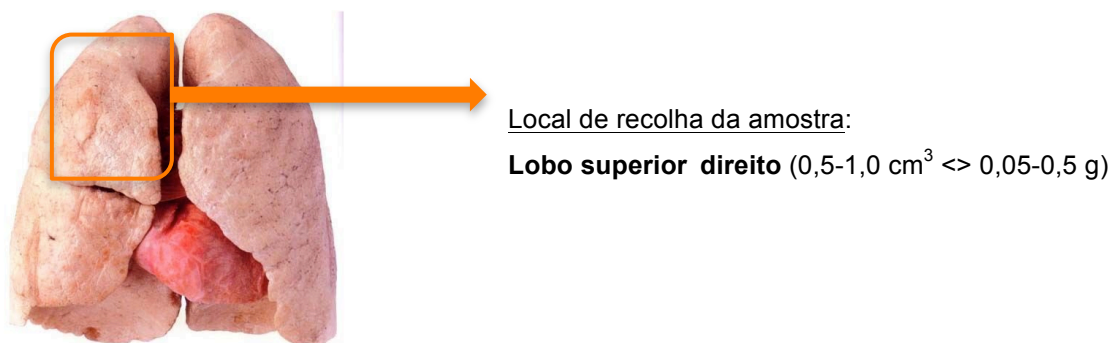 Local de recolha da amostra:
Lobo superior direito (0,5-1,0 cm³ <> 0,05-0,5 g)